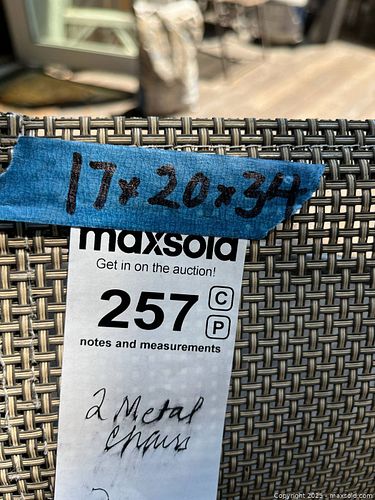 17x20x34
maxsold
Get in on the auction!
257
C
P
notes and measurements
2 Metal
chairs
Copyright 2025 - maxsold.com